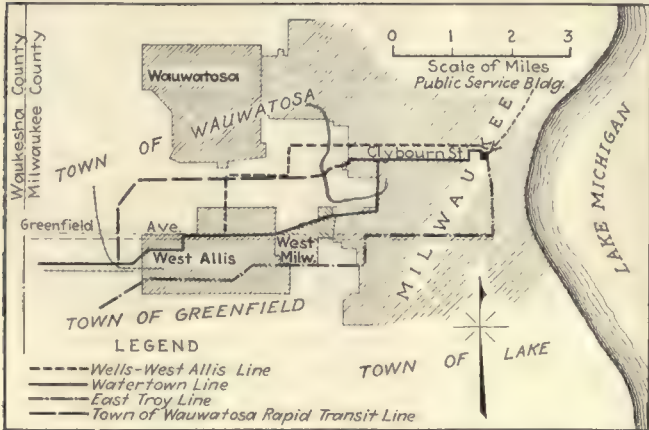 Waukesha County
Milwaukee County
Wauwatosa
0 1 2 3
Scale of Miles
Public Service Bldg.
TOWN OF WAUWATOSA
Clybourn St.
MILWAUKEE
LAKE MICHIGAN
Greenfield Ave.
West Allis
West
Milw.
TOWN OF GREENFIELD
TOWN OF LAKE
LEGEND
Wells-West Allis Line
Watertown Line
East Troy Line
Town of Wauwatosa Rapid Transit Line